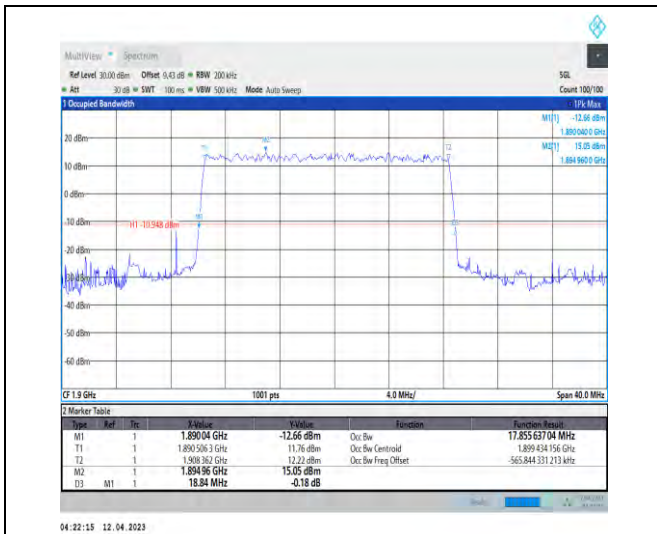 MultiView Spectrum
Ref Level 30.00 dBm Offset 9.43 dB RBW 200 kHz SGL
Att 30 dB SWT 100 ms VBW 500 kHz Mode Auto Sweep Count 100/100
1 Occupied Bandwidth 1Pk Max
M1[1] -12.66 dBm
1.890040 0 GHz
M2[1] 15.05 dBm
1.894960 0 GHz
20 dBm
T1 M2 T2
10 dBm
0 dBm
M1
-10 dBm
H1 -10.948 dBm
-20 dBm
-40 dBm
-50 dBm
-60 dBm
CF 1.9 GHz 1001 pts 4.0 MHz/ Span 40.0 MHz
2 Marker Table
Type Ref Trc X-Value Y-Value Function Function Result
M1 1 1.89004 GHz -12.66 dBm Occ Bw 17.855 637 04 MHz
T1 1 1.890 506 3 GHz 11.76 dBm Occ Bw Centroid 1.899 434 156 GHz
T2 1 1.908 362 GHz 12.22 dBm Occ Bw Freq Offset -565.844 331 213 kHz
M2 1 1.894 96 GHz 15.05 dBm
D3 M1 1 18.84 MHz -0.18 dB
04:22:15 12.04.2023